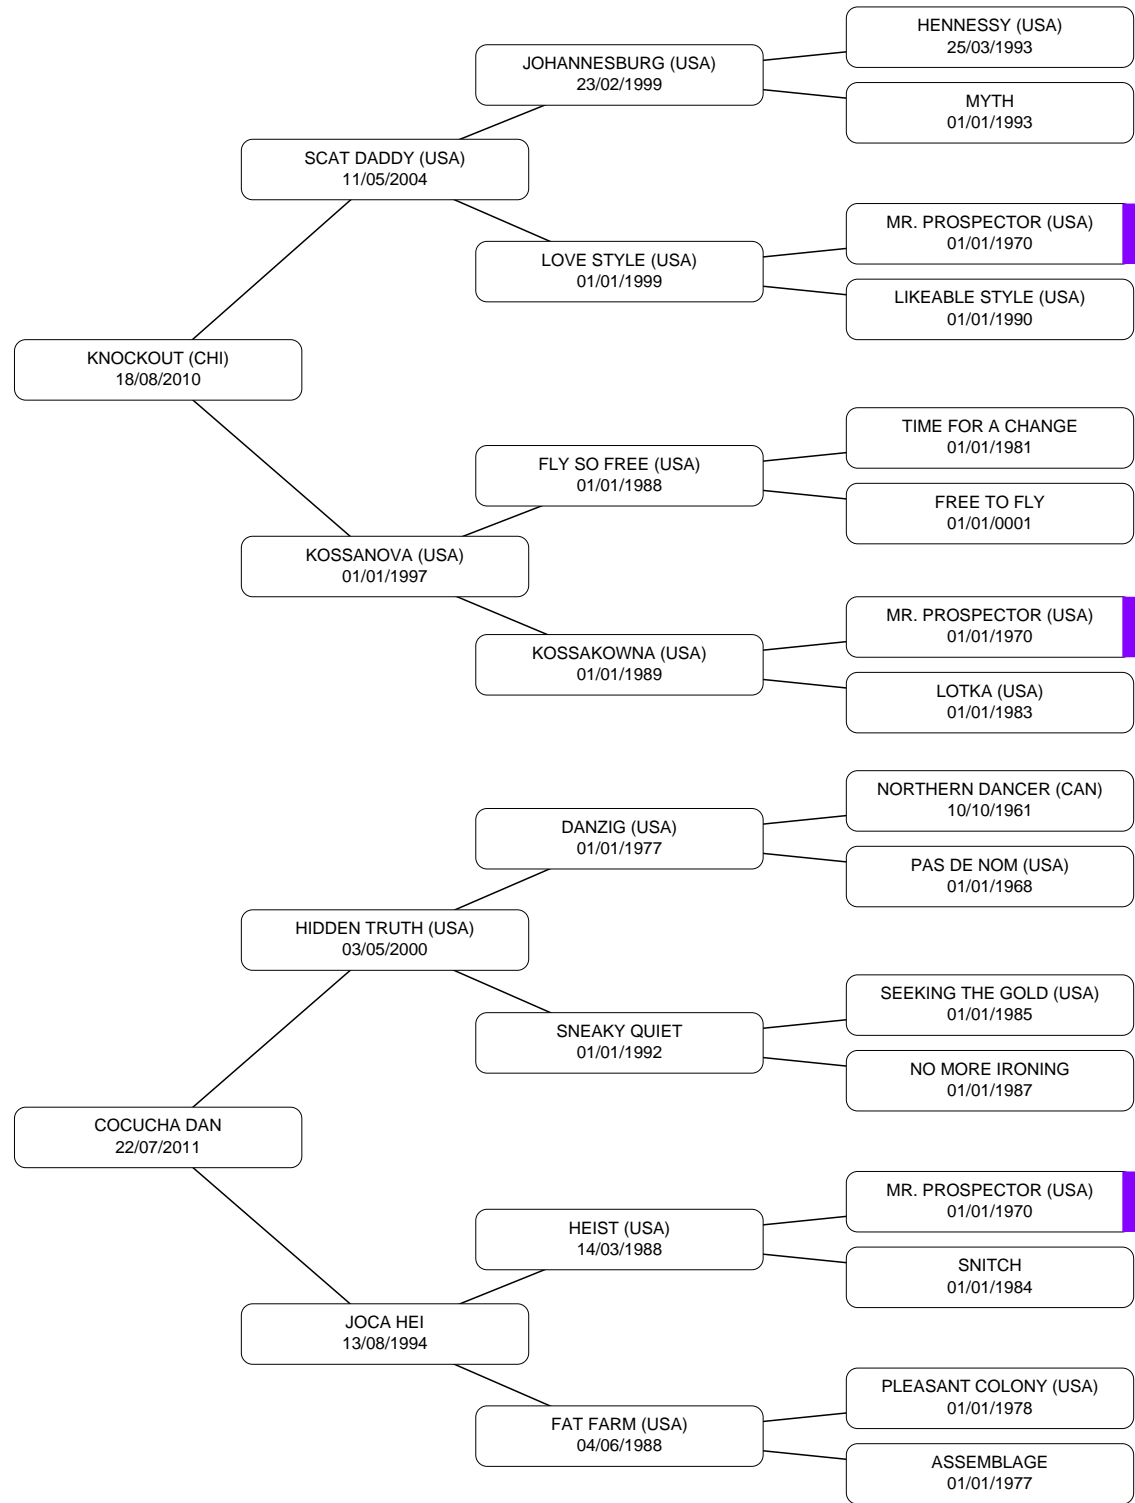 HENNESSY (USA)
25/03/1993
JOHANNESBURG (USA)
23/02/1999
MYTH
01/01/1993
SCAT DADDY (USA)
11/05/2004
MR. PROSPECTOR (USA)
01/01/1970
LOVE STYLE (USA)
01/01/1999
LIKEABLE STYLE (USA)
01/01/1990
KNOCKOUT (CHI)
18/08/2010
TIME FOR A CHANGE
01/01/1981
FLY SO FREE (USA)
01/01/1988
FREE TO FLY
01/01/0001
KOSSANOVA (USA)
01/01/1997
MR. PROSPECTOR (USA)
01/01/1970
KOSSAKOWNA (USA)
01/01/1989
LOTKA (USA)
01/01/1983
NORTHERN DANCER (CAN)
10/10/1961
DANZIG (USA)
01/01/1977
PAS DE NOM (USA)
01/01/1968
HIDDEN TRUTH (USA)
03/05/2000
SEEKING THE GOLD (USA)
01/01/1985
SNEAKY QUIET
01/01/1992
NO MORE IRONING
01/01/1987
COCUCHA DAN
22/07/2011
MR. PROSPECTOR (USA)
01/01/1970
HEIST (USA)
14/03/1988
SNITCH
01/01/1984
JOCA HEI
13/08/1994
PLEASANT COLONY (USA)
01/01/1978
FAT FARM (USA)
04/06/1988
ASSEMBLAGE
01/01/1977